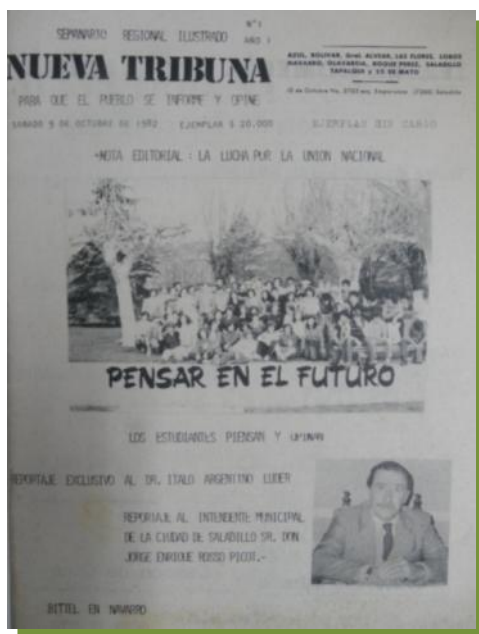 Nº 1
SEMANARIO REGIONAL ILUSTRADO AÑO 1
NUEVA TRIBUNA
PARA QUE EL PUEBLO SE INFORME Y OPINE
AZUL, BOLIVAR, Gral. ALVEAR, LAS FLORES, LOBOS
NAVARRO, OLAVARRIA, ROQUE PEREZ, SALADILLO
TAPALQUE y 25 DE MAYO
SABADO 9 DE OCTUBRE DE 1982 EJEMPLAR $ 20.000
EJEMPLAR SIN CARGO
-NOTA EDITORIAL : LA LUCHA POR LA UNION NACIONAL
PENSAR EN EL FUTURO
LOS ESTUDIANTES PIENSAN Y OPINAN
REPORTAJE EXCLUSIVO AL DR. ITALO ARGENTINO LUDER
REPORTAJE AL INTENDENTE MUNICIPAL
DE LA CIUDAD DE SALADILLO SR. DON
JORGE ENRIQUE ROSSO PICOT.-
BITTEL EN NAVARRO